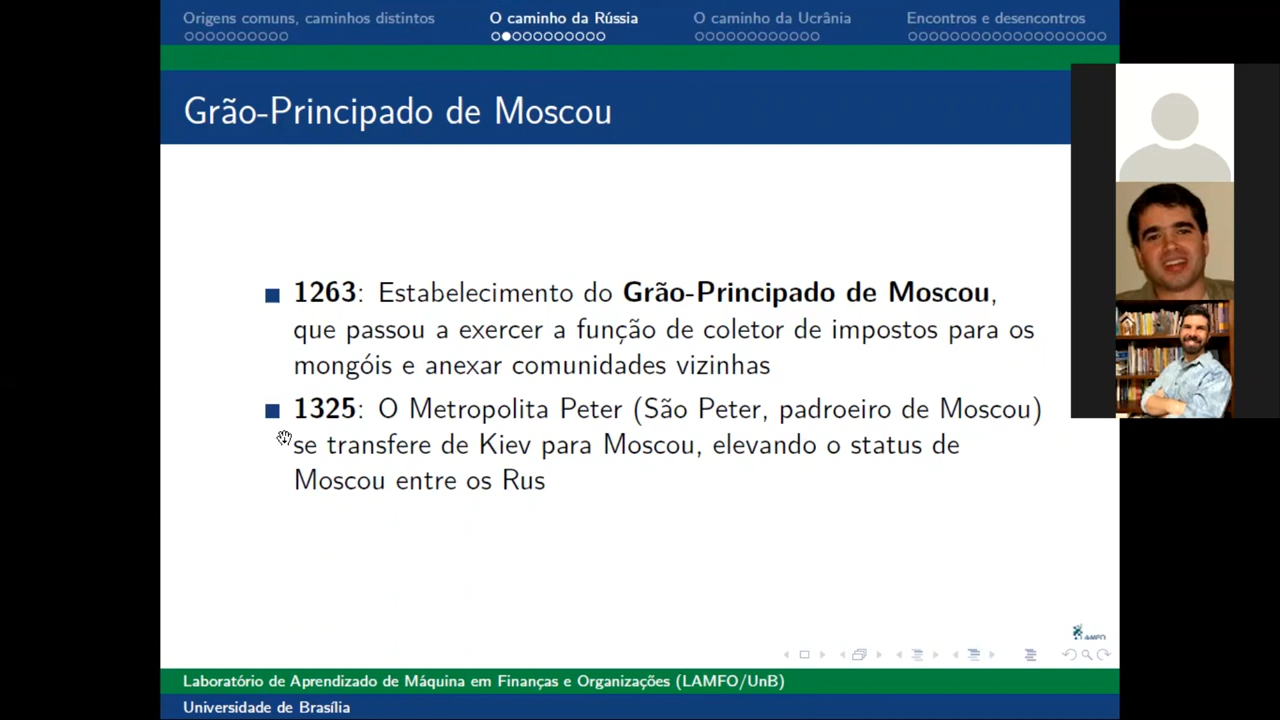 Origens comuns, caminhos distintos O caminho da Rússia O caminho da Ucrânia Encontros e desencontros
Grão-Principado de Moscou
1263: Estabelecimento do Grão-Principado de Moscou,
que passou a exercer a função de coletor de impostos para os
mongóis e anexar comunidades vizinhas
1325: O Metropolita Peter (São Peter, padroeiro de Moscou)
se transfere de Kiev para Moscou, elevando o status de
Moscou entre os Rus
LAMFO
Laboratório de Aprendizado de Máquina em Finanças e Organizações (LAMFO/UnB)
Universidade de Brasília